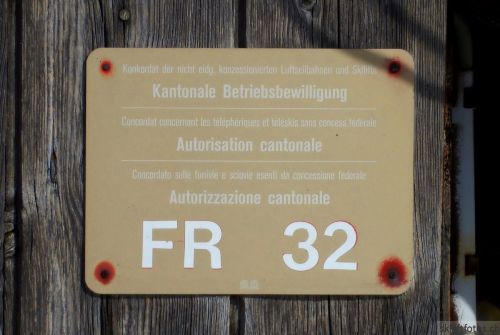 Konkordat der nicht eidg. konzessionierten Luftseilbahnen und Skilifte
Kantonale Betriebsbewilligung
Concordat concernant les téléphériques et téléskis sans concess. fédérale
Autorisation cantonale
Concordato sulle funivie e sciovie esenti da concessione federale
Autorizzazione cantonale
FR 32